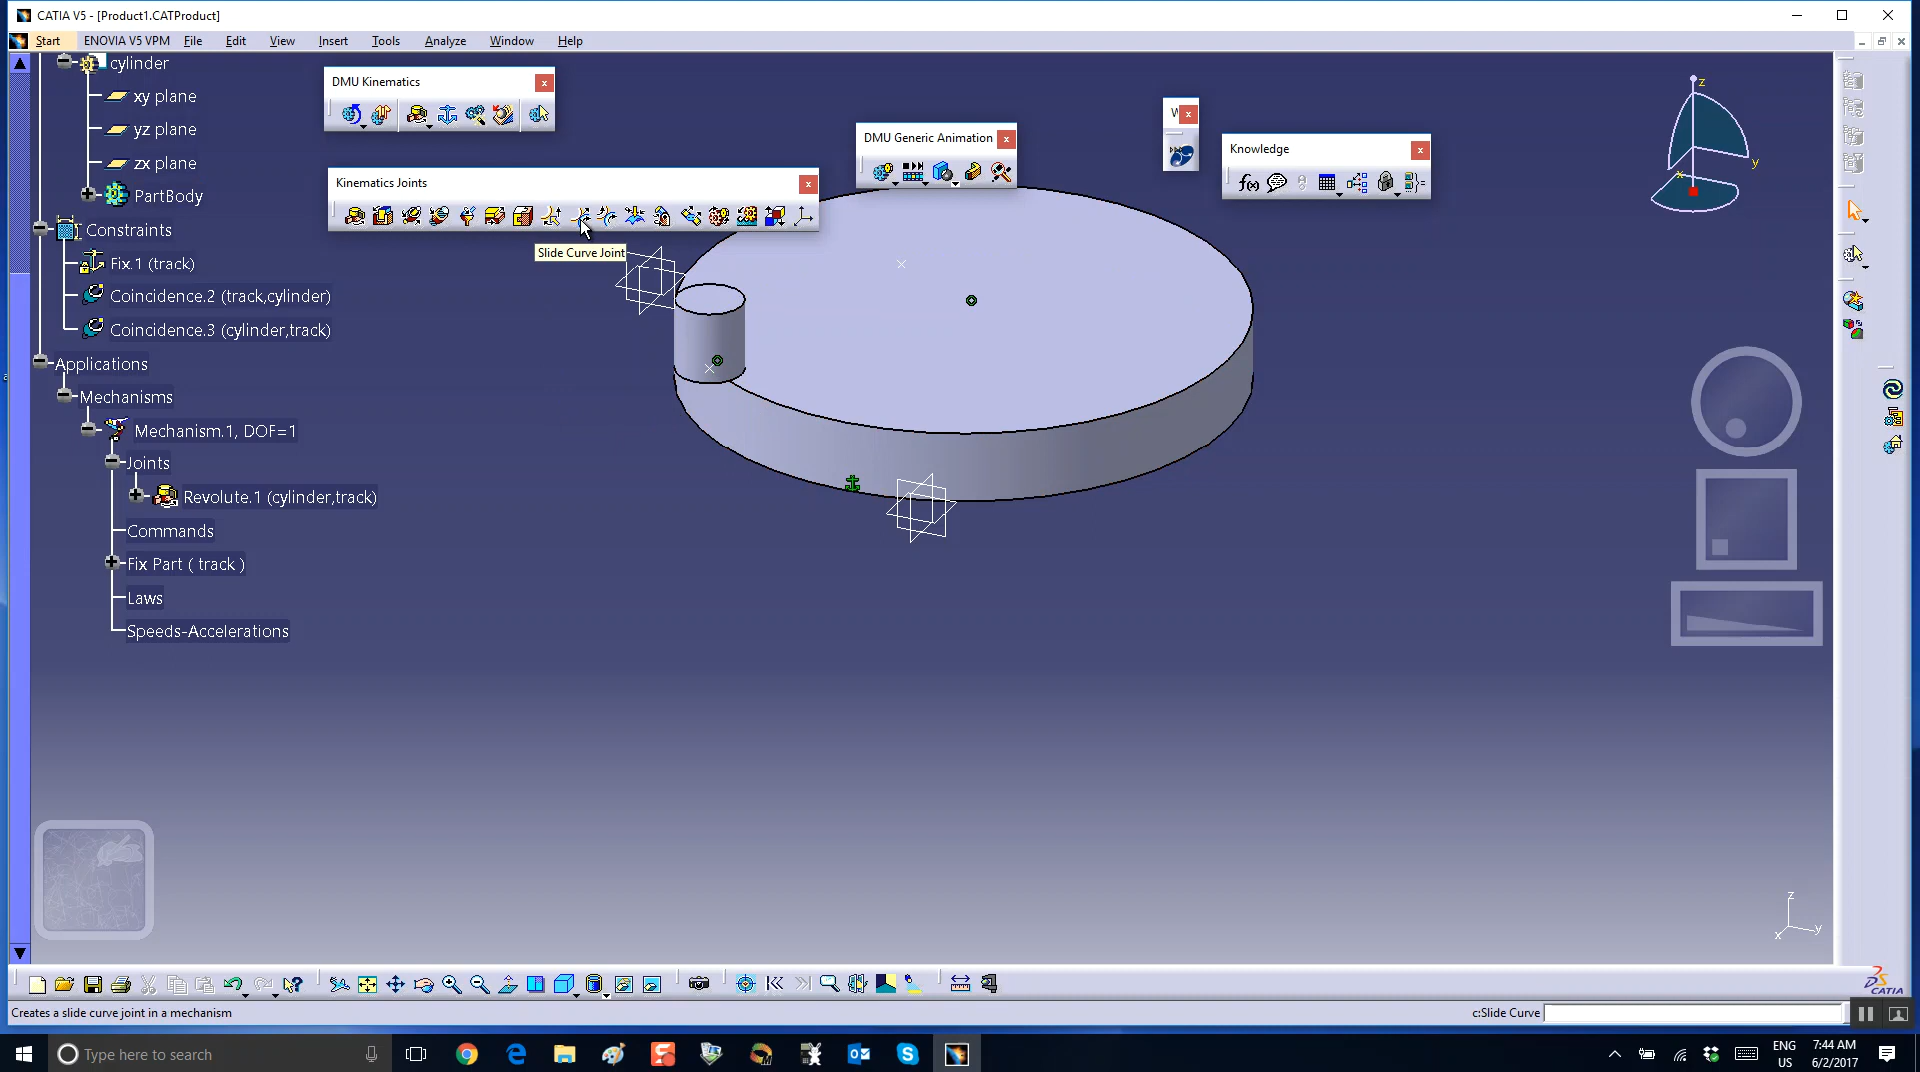 CATIA V5 - [Product1.CATProduct]
Start ENOVIA V5 VPM File Edit View Insert Tools Analyze Window Help
cylinder
xy plane
yz plane
zx plane
PartBody
Constraints
Fix.1 (track)
Coincidence.2 (track,cylinder)
Coincidence.3 (cylinder,track)
Applications
Mechanisms
Mechanism.1, DOF=1
Joints
Revolute.1 (cylinder,track)
Commands
Fix Part ( track )
Laws
Speeds-Accelerations
DMU Kinematics
Kinematics Joints
Slide Curve Joint
DMU Generic Animation
Knowledge
f(x)
z
y
x
z
y
x
CATIA
Creates a slide curve joint in a mechanism
c:Slide Curve
Type here to search
ENG
US
7:44 AM
6/2/2017